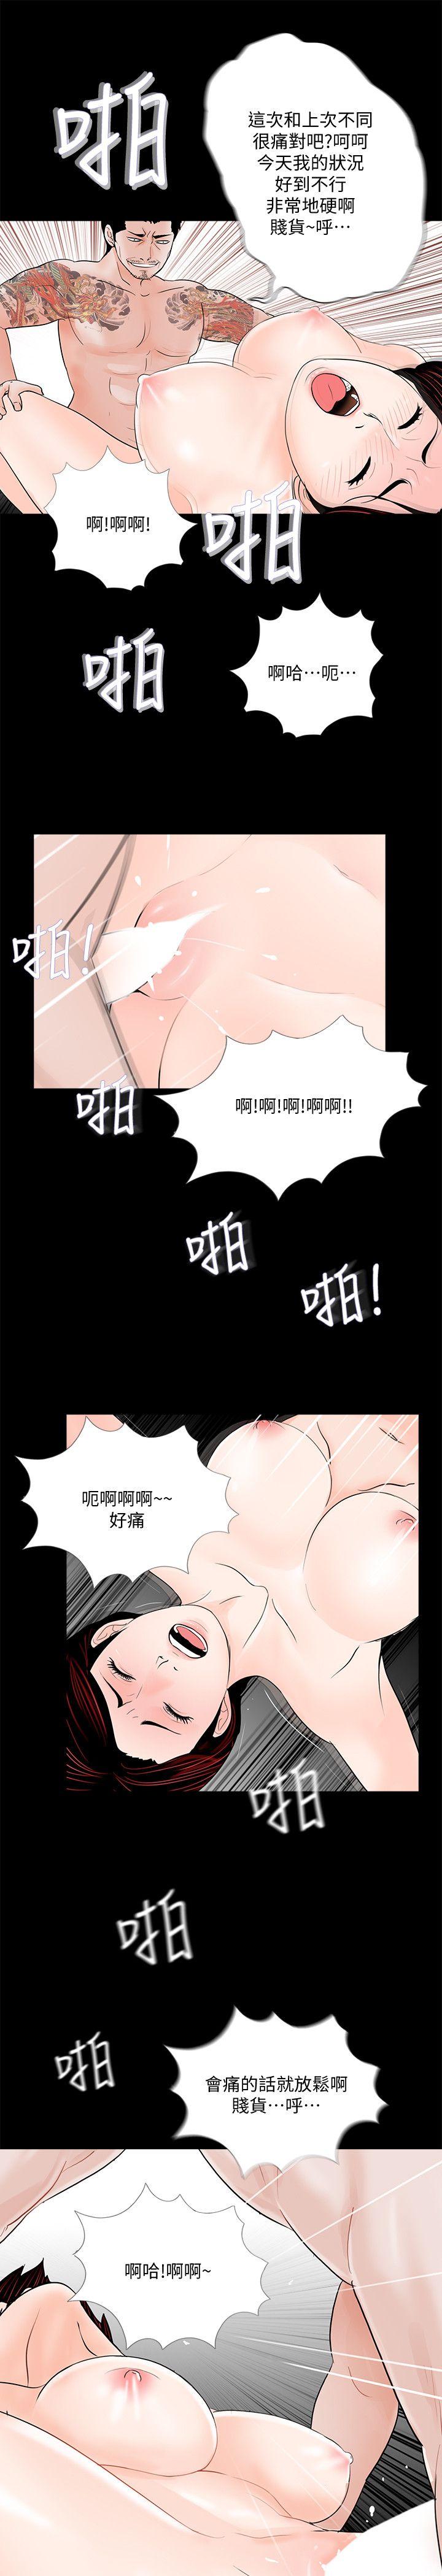 啪
這次和上次不同
很痛對吧?呵呵
今天我的狀況
好到不行
非常地硬啊
賤貨~呼…
啊!啊啊!
啪
啊哈…呃…
啪
啪!
啪
啊!啊!啊!啊啊!!
啪
啪!
呃啊啊啊~~
好痛
啪
啪
啪
會痛的話就放鬆啊
賤貨…呼…
啊哈!啊啊~